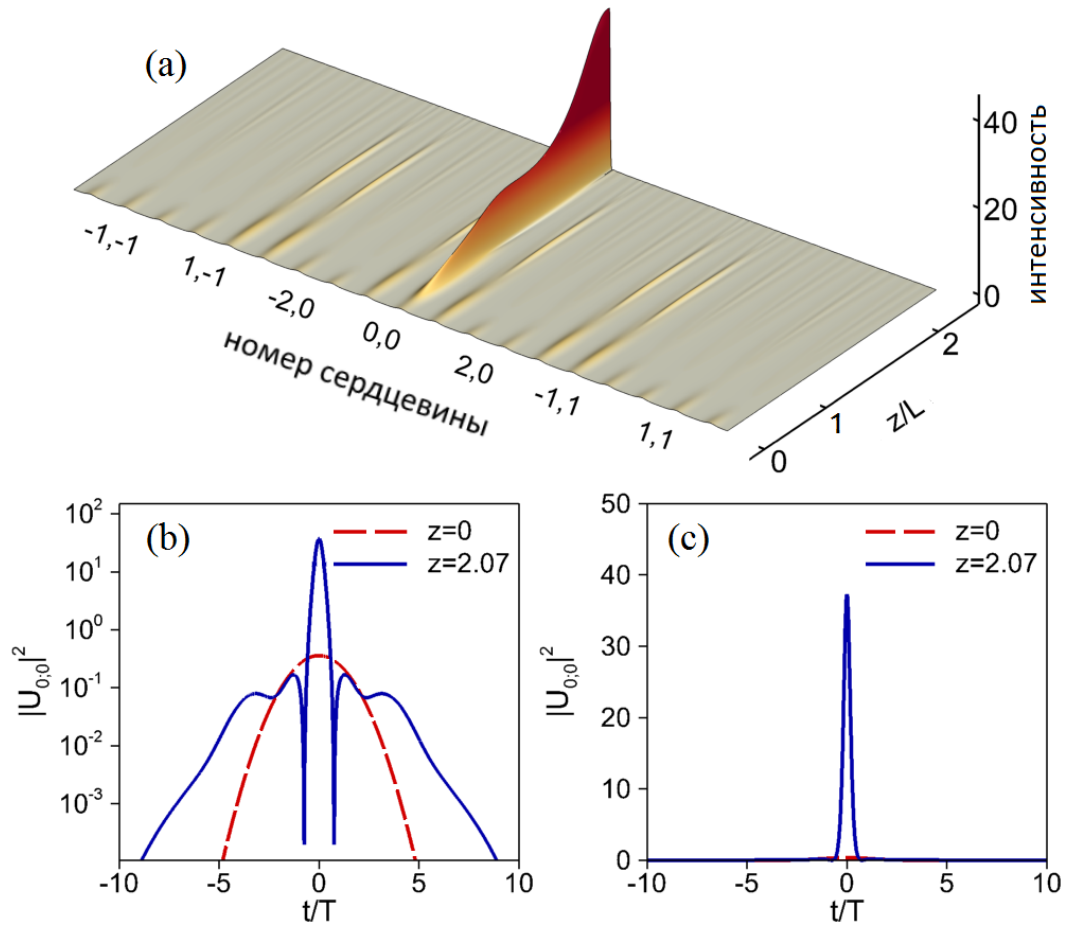 (a)
40
20
0
интенсивность
-1,-1
1,-1
-2,0
0,0
2,0
-1,1
1,1
номер сердцевины
0
1
2
z/L
(b)
z=0
z=2.07
10²
10¹
10⁰
10⁻¹
10⁻²
10⁻³
|U₀;₀|²
-10
-5
0
5
10
t/T
(c)
z=0
z=2.07
50
40
30
20
10
0
|U₀;₀|²
-10
-5
0
5
10
t/T